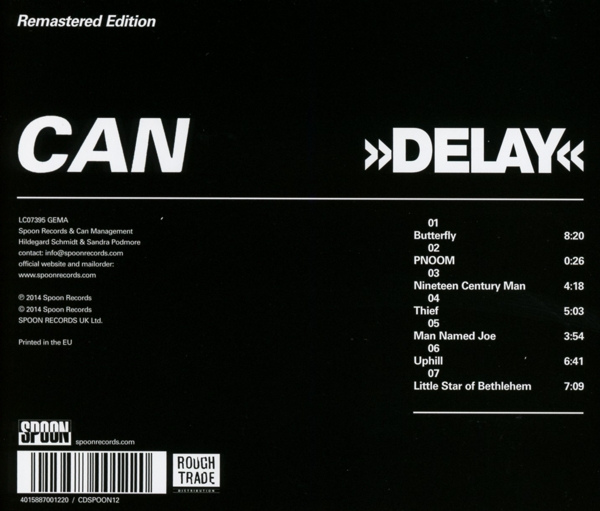 Remastered Edition
CAN
»DELAY«
LC07395 GEMA
Spoon Records & Can Management
Hildegard Schmidt & Sandra Podmore
contact: info@spoonrecords.com
official website and mailorder:
www.spoonrecords.com
℗ 2014 Spoon Records
© 2014 Spoon Records
SPOON RECORDS UK Ltd.
Printed in the EU
01
Butterfly 8:20
02
PNOOM 0:26
03
Nineteen Century Man 4:18
04
Thief 5:03
05
Man Named Joe 3:54
06
Uphill 6:41
07
Little Star of Bethlehem 7:09
SPOON
spoonrecords.com
ROUGH
TRADE
DISTRIBUTION
4015887001220 / CDSPOON12